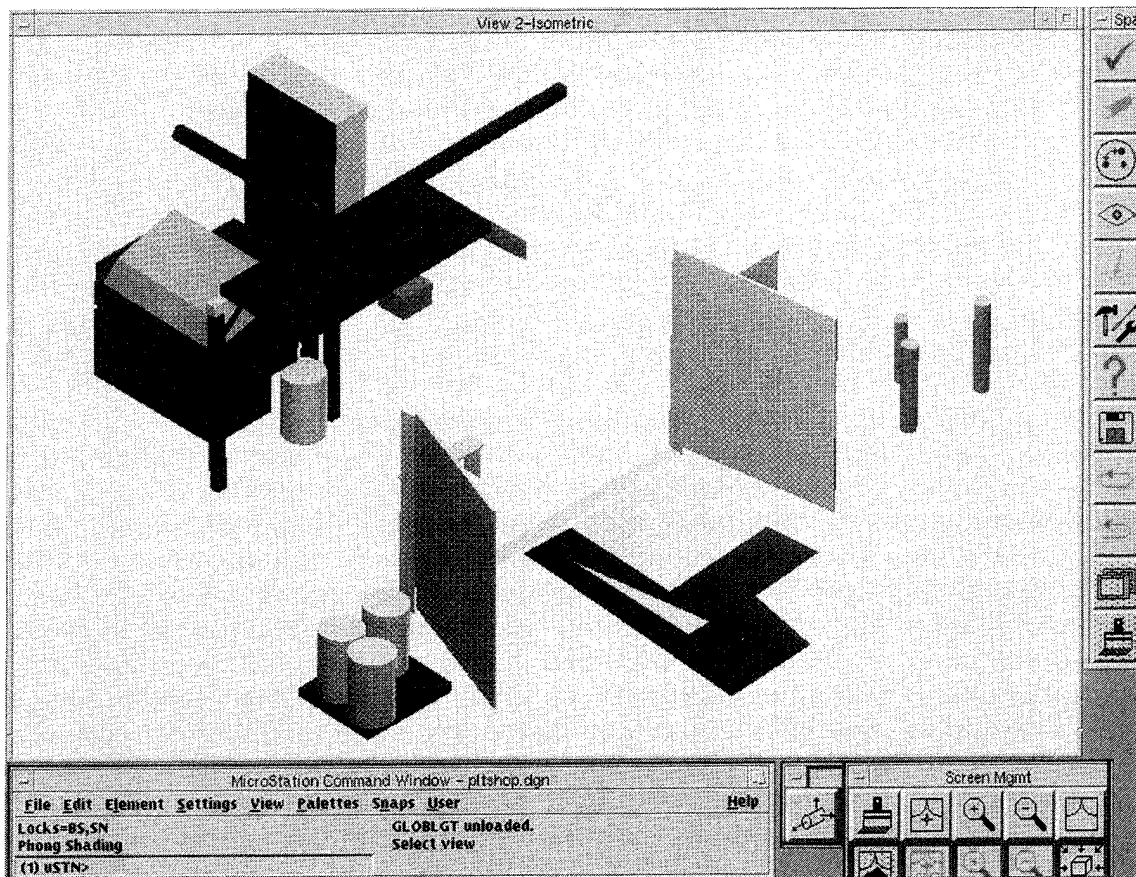 View 2-Isometric
Spa
MicroStation Command Window - pltshop.dgn
File Edit Element Settings View Palettes Snaps User Help
Locks=BS,SN GLOBLGT unloaded.
Phong Shading Select view
(1) uSTN>
Screen Mgmt